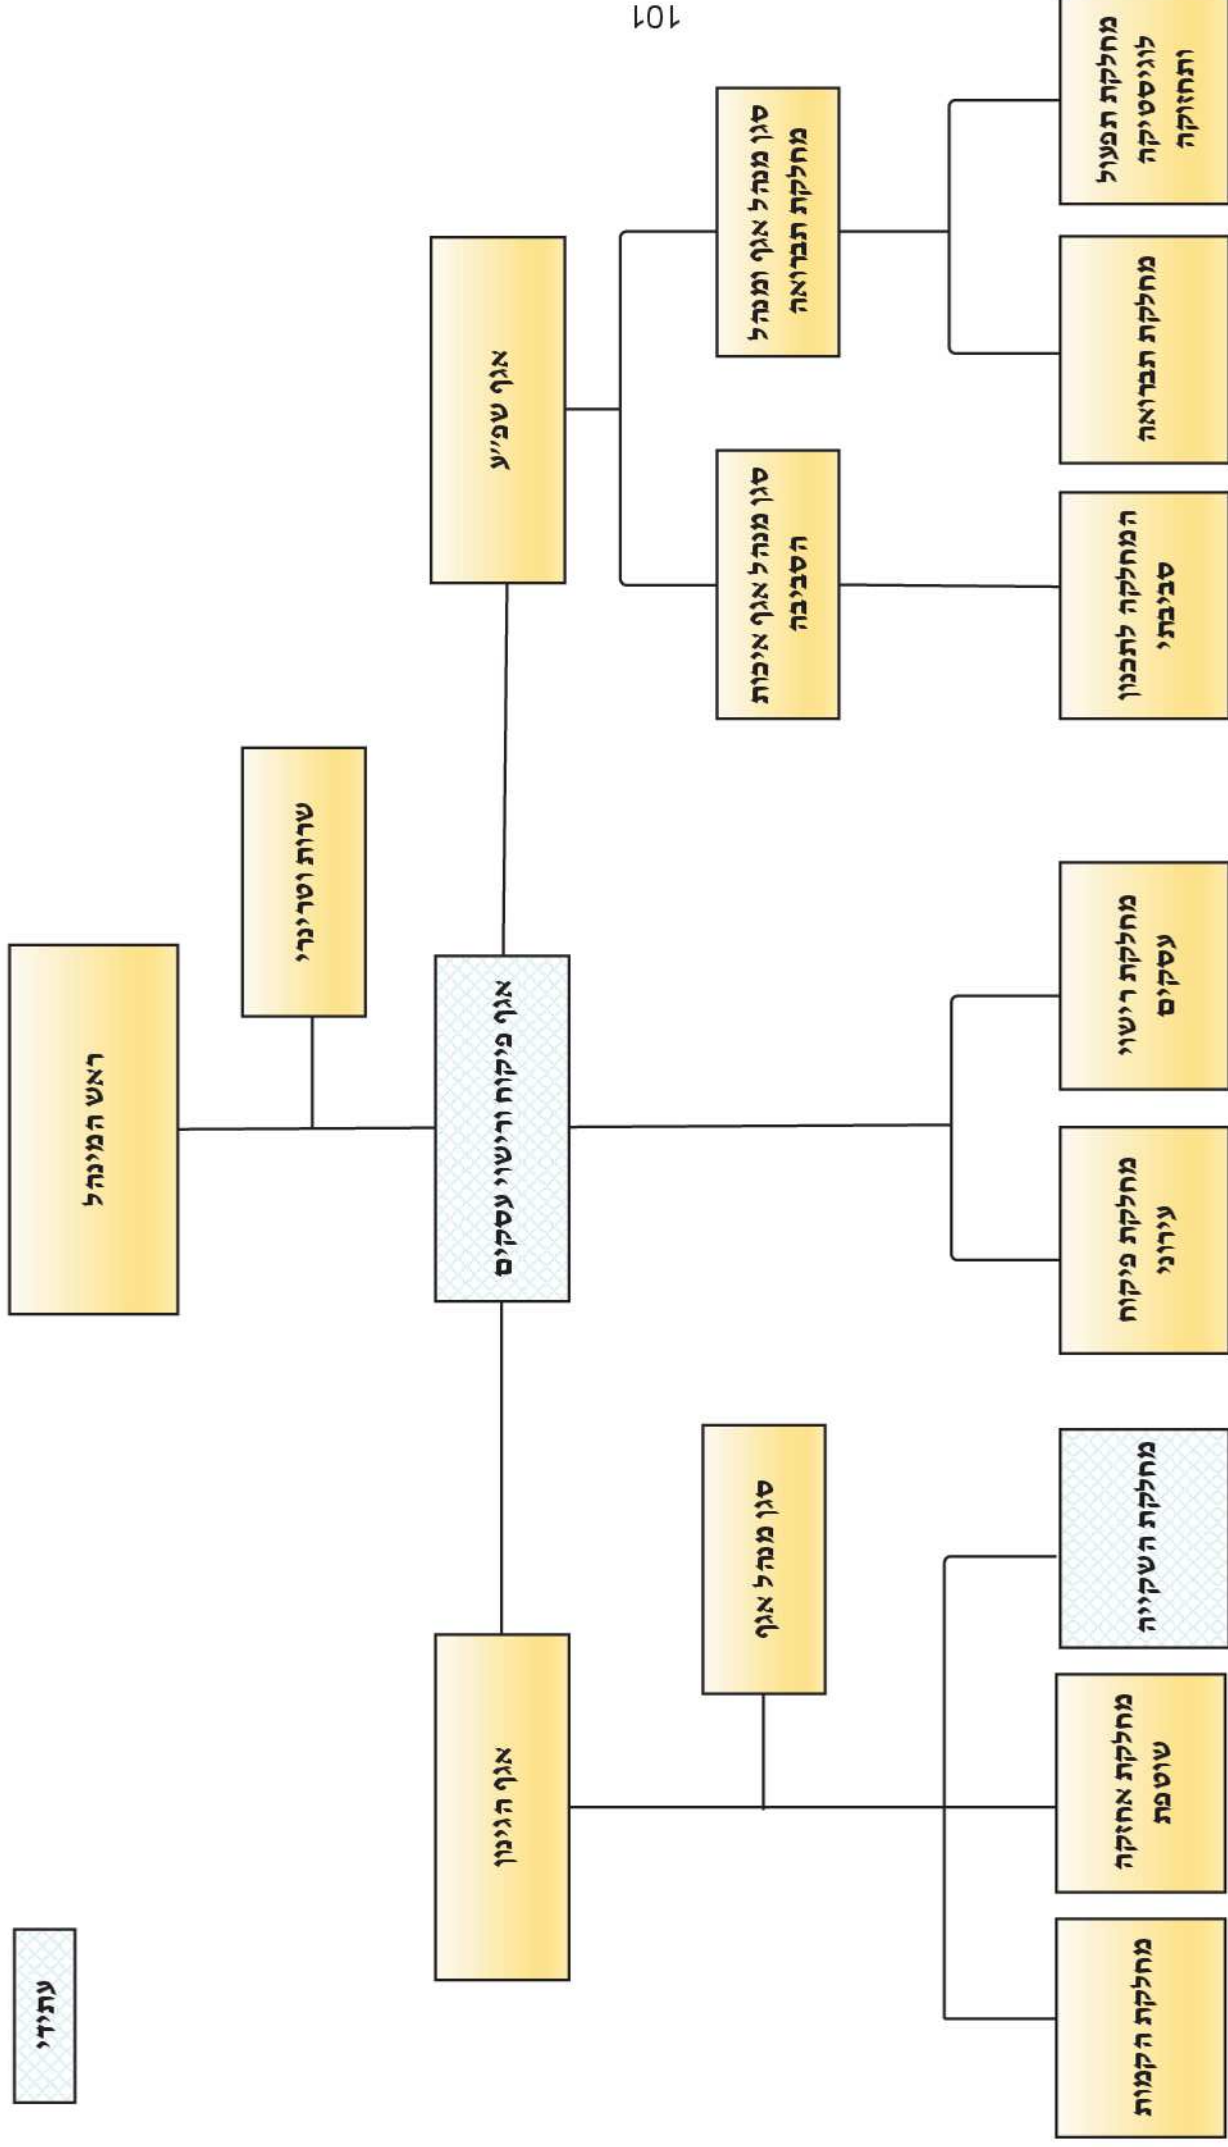 101
עתידי
ראש המינהל
שרות וטרינרי
אגף שפ״ע
אגף פיקוח ורישוי עסקים
אגף הגינון
סגן מנהל אגף ומנהל
מחלקת תברואה
סגן מנהל אגף איכות
הסביבה
סגן מנהל אגף
מחלקת תפעול
לוגיסטיקה
ותחזוקה
מחלקת תברואה
המחלקה לתכנון
סביבתי
מחלקת רישוי
עסקים
מחלקת פיקוח
עירוני
מחלקת השקייה
מחלקת אחזקה
שוטפת
מחלקת הקמות